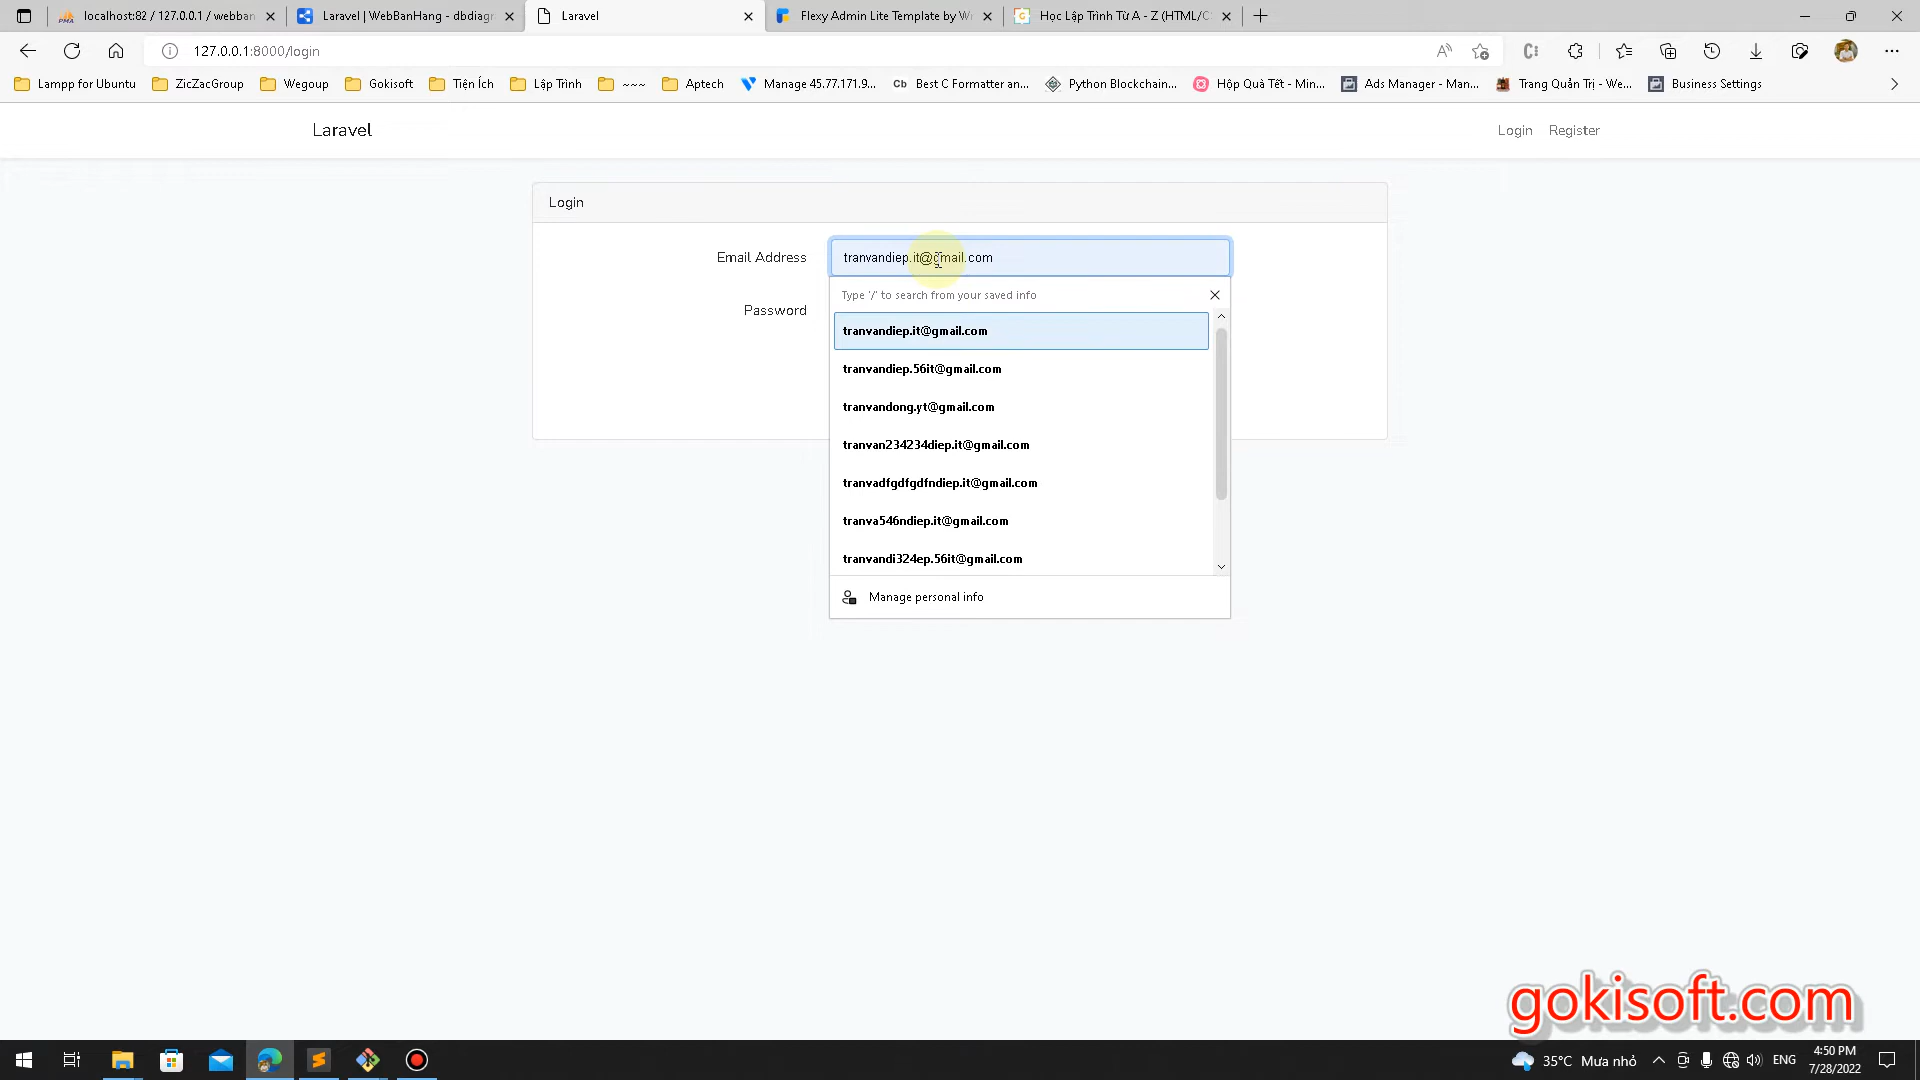 localhost:82 / 127.0.0.1 / webban
Laravel | WebBanHang - dbdiagr
Laravel
Flexy Admin Lite Template by W
Học Lập Trình Từ A - Z (HTML/C
127.0.0.1:8000/login
Lampp for Ubuntu
ZicZacGroup
Wegoup
Gokisoft
Tiện Ích
Lập Trình
~~~
Aptech
Manage 45.77.171.9...
Cb Best C Formatter an...
Python Blockchain...
Hộp Quà Tết - Min...
Ads Manager - Man...
Trang Quản Trị - We...
Business Settings
Laravel
Login
Register
Login
Email Address
tranvandiep.it@gmail.com
Type '/' to search from your saved info
Password
tranvandiep.it@gmail.com
tranvandiep.56it@gmail.com
tranvandong.yt@gmail.com
tranvan234234diep.it@gmail.com
tranvadfgdfgdfndiep.it@gmail.com
tranva546ndiep.it@gmail.com
tranvandi324ep.56it@gmail.com
Manage personal info
gokisoft.com
35°C Mưa nhỏ
ENG
4:50 PM
7/28/2022